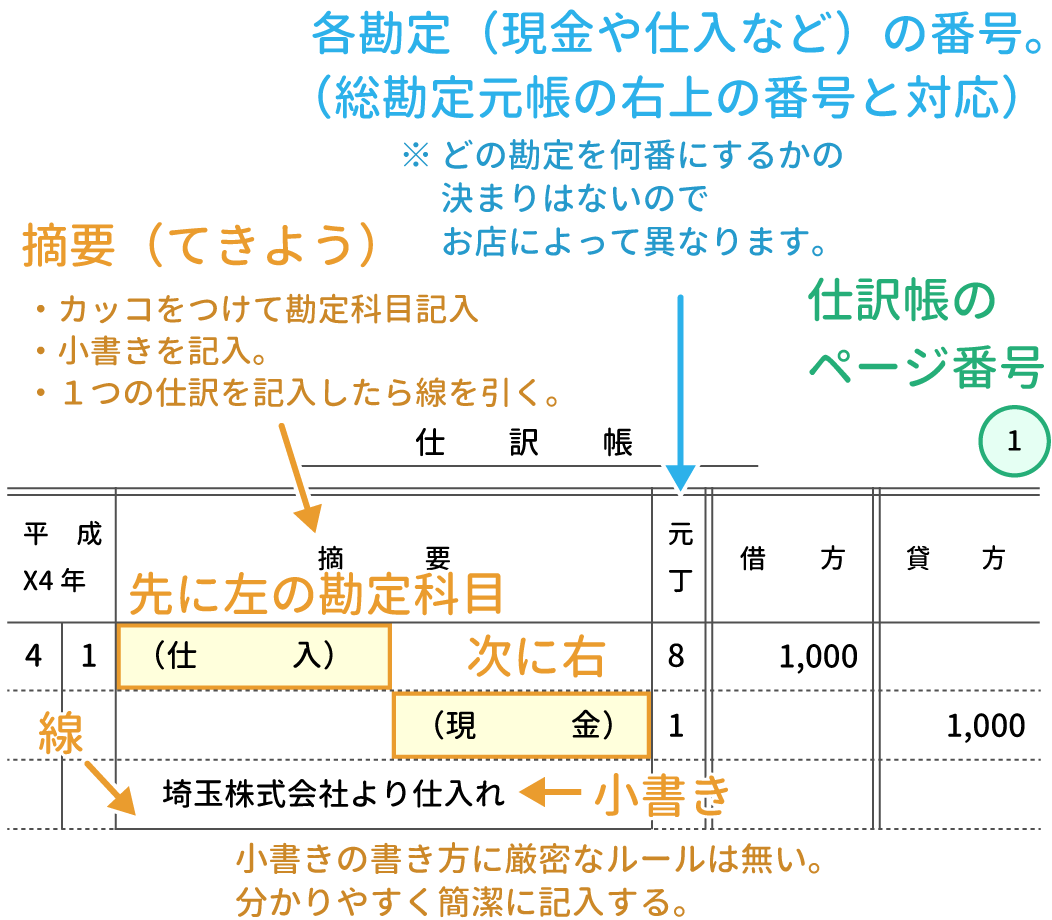 各勘定（現金や仕入など）の番号。
（総勘定元帳の右上の番号と対応）
※ どの勘定を何番にするかの
決まりはないので
お店によって異なります。
摘要（てきよう）
・カッコをつけて勘定科目記入
・小書きを記入。
・１つの仕訳を記入したら線を引く。
仕訳帳の
ページ番号
仕 訳 帳
1
平 成
X4 年
摘 要
元
丁
借 方
貸 方
先に左の勘定科目
4 1 （仕 入） 次に右 8 1,000
（現 金） 1 1,000
線
埼玉株式会社より仕入れ
小書き
小書きの書き方に厳密なルールは無い。
分かりやすく簡潔に記入する。